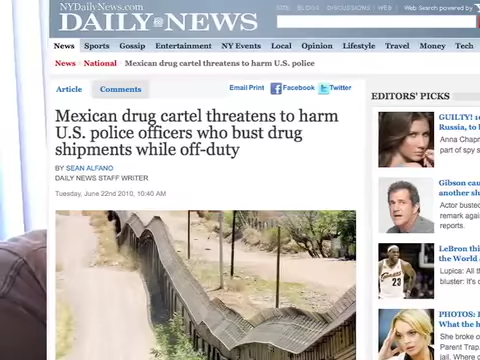 NYDailyNews.com
DAILY NEWS
SITE BLOGS DISCUSSIONS WEB Web Search powered by
SEARCH
News Sports Gossip Entertainment NY Events Local Opinion Lifestyle Travel Money Tech
News National Mexican drug cartel threatens to harm U.S. police
Article Comments
Email Print Facebook Twitter
Mexican drug cartel threatens to harm
U.S. police officers who bust drug
shipments while off-duty
BY SEAN ALFANO
DAILY NEWS STAFF WRITER
Tuesday, June 22nd 2010, 10:40 AM
EDITORS' PICKS
GUILTY!
Russia, to
Anna Chap
part of spy s
Gibson cau
another slu
Actor busted
remark again
reports.
LeBron thi
the World
Lupica: All th
bluster: It's
23
PHOTOS:
What the h
She broke o
Parent Trap.
Where